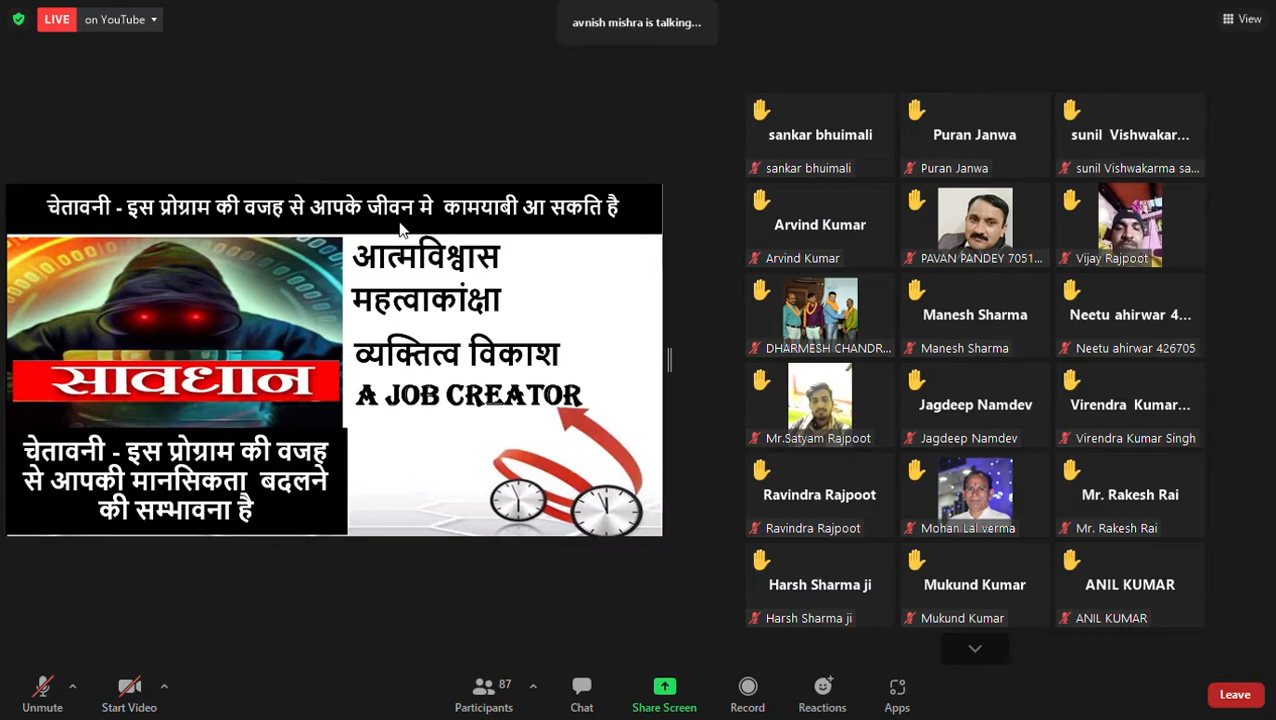 LIVE on YouTube
avnish mishra is talking...
View
चेतावनी - इस प्रोग्राम की वजह से आपके जीवन मे कामयाबी आ सकति है
आत्मविश्वास
महत्वाकांक्षा
व्यक्तित्व विकाश
A JOB CREATOR
सावधान
चेतावनी - इस प्रोग्राम की वजह
से आपकी मानसिकता बदलने
की सम्भावना है
sankar bhuimali
sankar bhuimali
Puran Janwa
Puran Janwa
sunil Vishwakar...
sunil Vishwakarma sa...
Arvind Kumar
Arvind Kumar
PAVAN PANDEY 7051...
Vijay Rajpoot
DHARMESH CHANDR...
Manesh Sharma
Manesh Sharma
Neetu ahirwar 4...
Neetu ahirwar 426705
Mr.Satyam Rajpoot
Jagdeep Namdev
Jagdeep Namdev
Virendra Kumar...
Virendra Kumar Singh
Ravindra Rajpoot
Ravindra Rajpoot
Mohan Lal verma
Mr. Rakesh Rai
Mr. Rakesh Rai
Harsh Sharma ji
Harsh Sharma ji
Mukund Kumar
Mukund Kumar
ANIL KUMAR
ANIL KUMAR
Unmute
Start Video
87
Participants
Chat
Share Screen
Record
Reactions
Apps
Leave